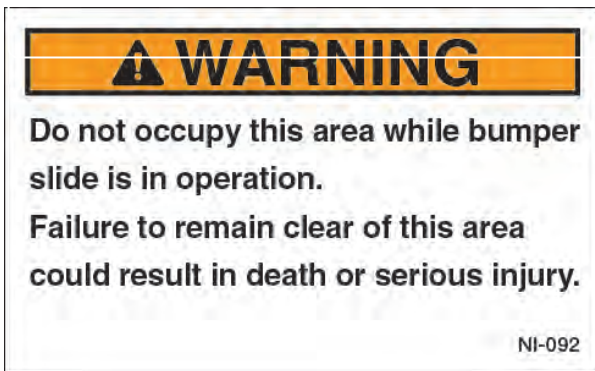 WARNING
Do not occupy this area while bumper
slide is in operation.
Failure to remain clear of this area
could result in death or serious injury.
NI-092